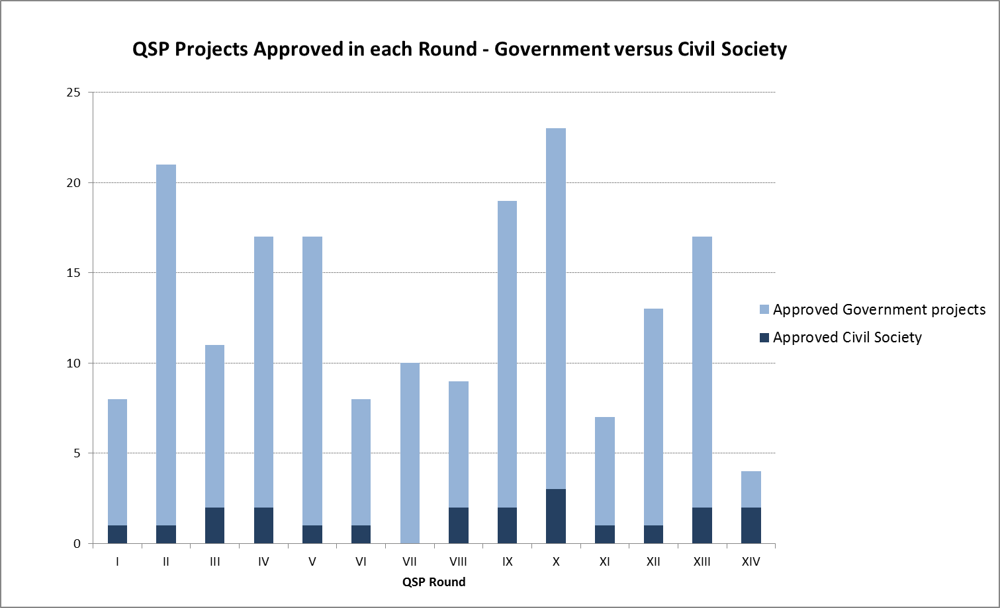 QSP Projects Approved in each Round - Government versus Civil Society
25
20
15
10
5
0
I II III IV V VI VII VIII IX X XI XII XIII XIV
QSP Round
Approved Government projects
Approved Civil Society